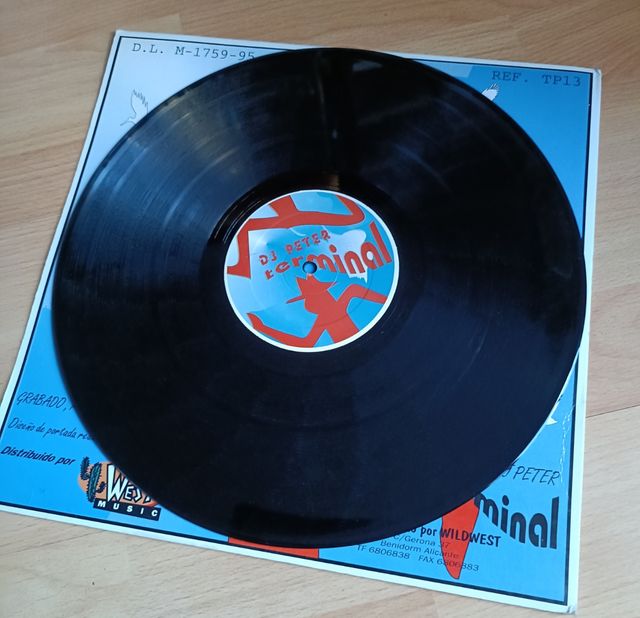 D.L. M-1759-95
REF. TP13
DJ PETER
terminal
GRABADO,
Diseño de portada
Distribuido por
WEST
MUSIC
DJ PETER
minal
por WILDWEST
C/Gerona 37
Benidorm Alicante
TF 6806838 FAX 6806883